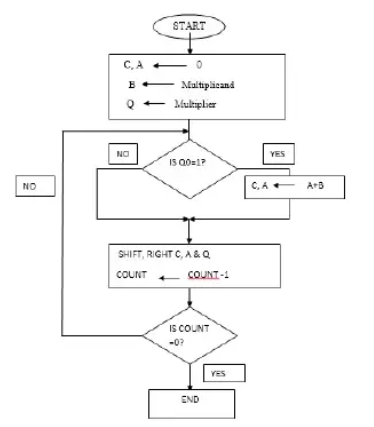 START
C, A ← 0
B ← Multiplicand
Q ← Multiplier
NO
IS Q0=1?
YES
NO
C, A ← A+B
SHIFT, RIGHT C, A & Q
COUNT ← COUNT -1
IS COUNT
=0?
YES
END